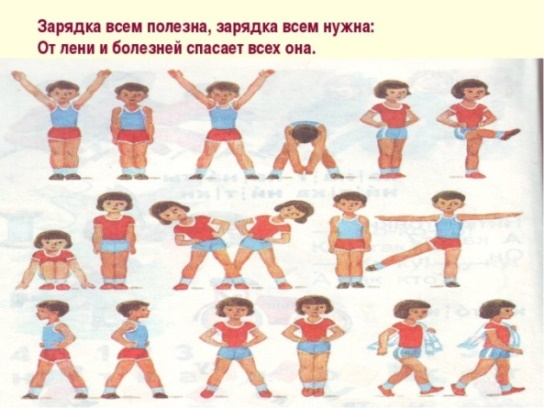 Зарядка всем полезна, зарядка всем нужна:
От лени и болезней спасает всех она.